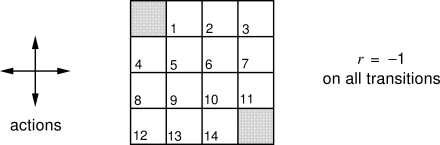 1 2 3
4 5 6 7
8 9 10 11
12 13 14
actions
r = −1
on all transitions